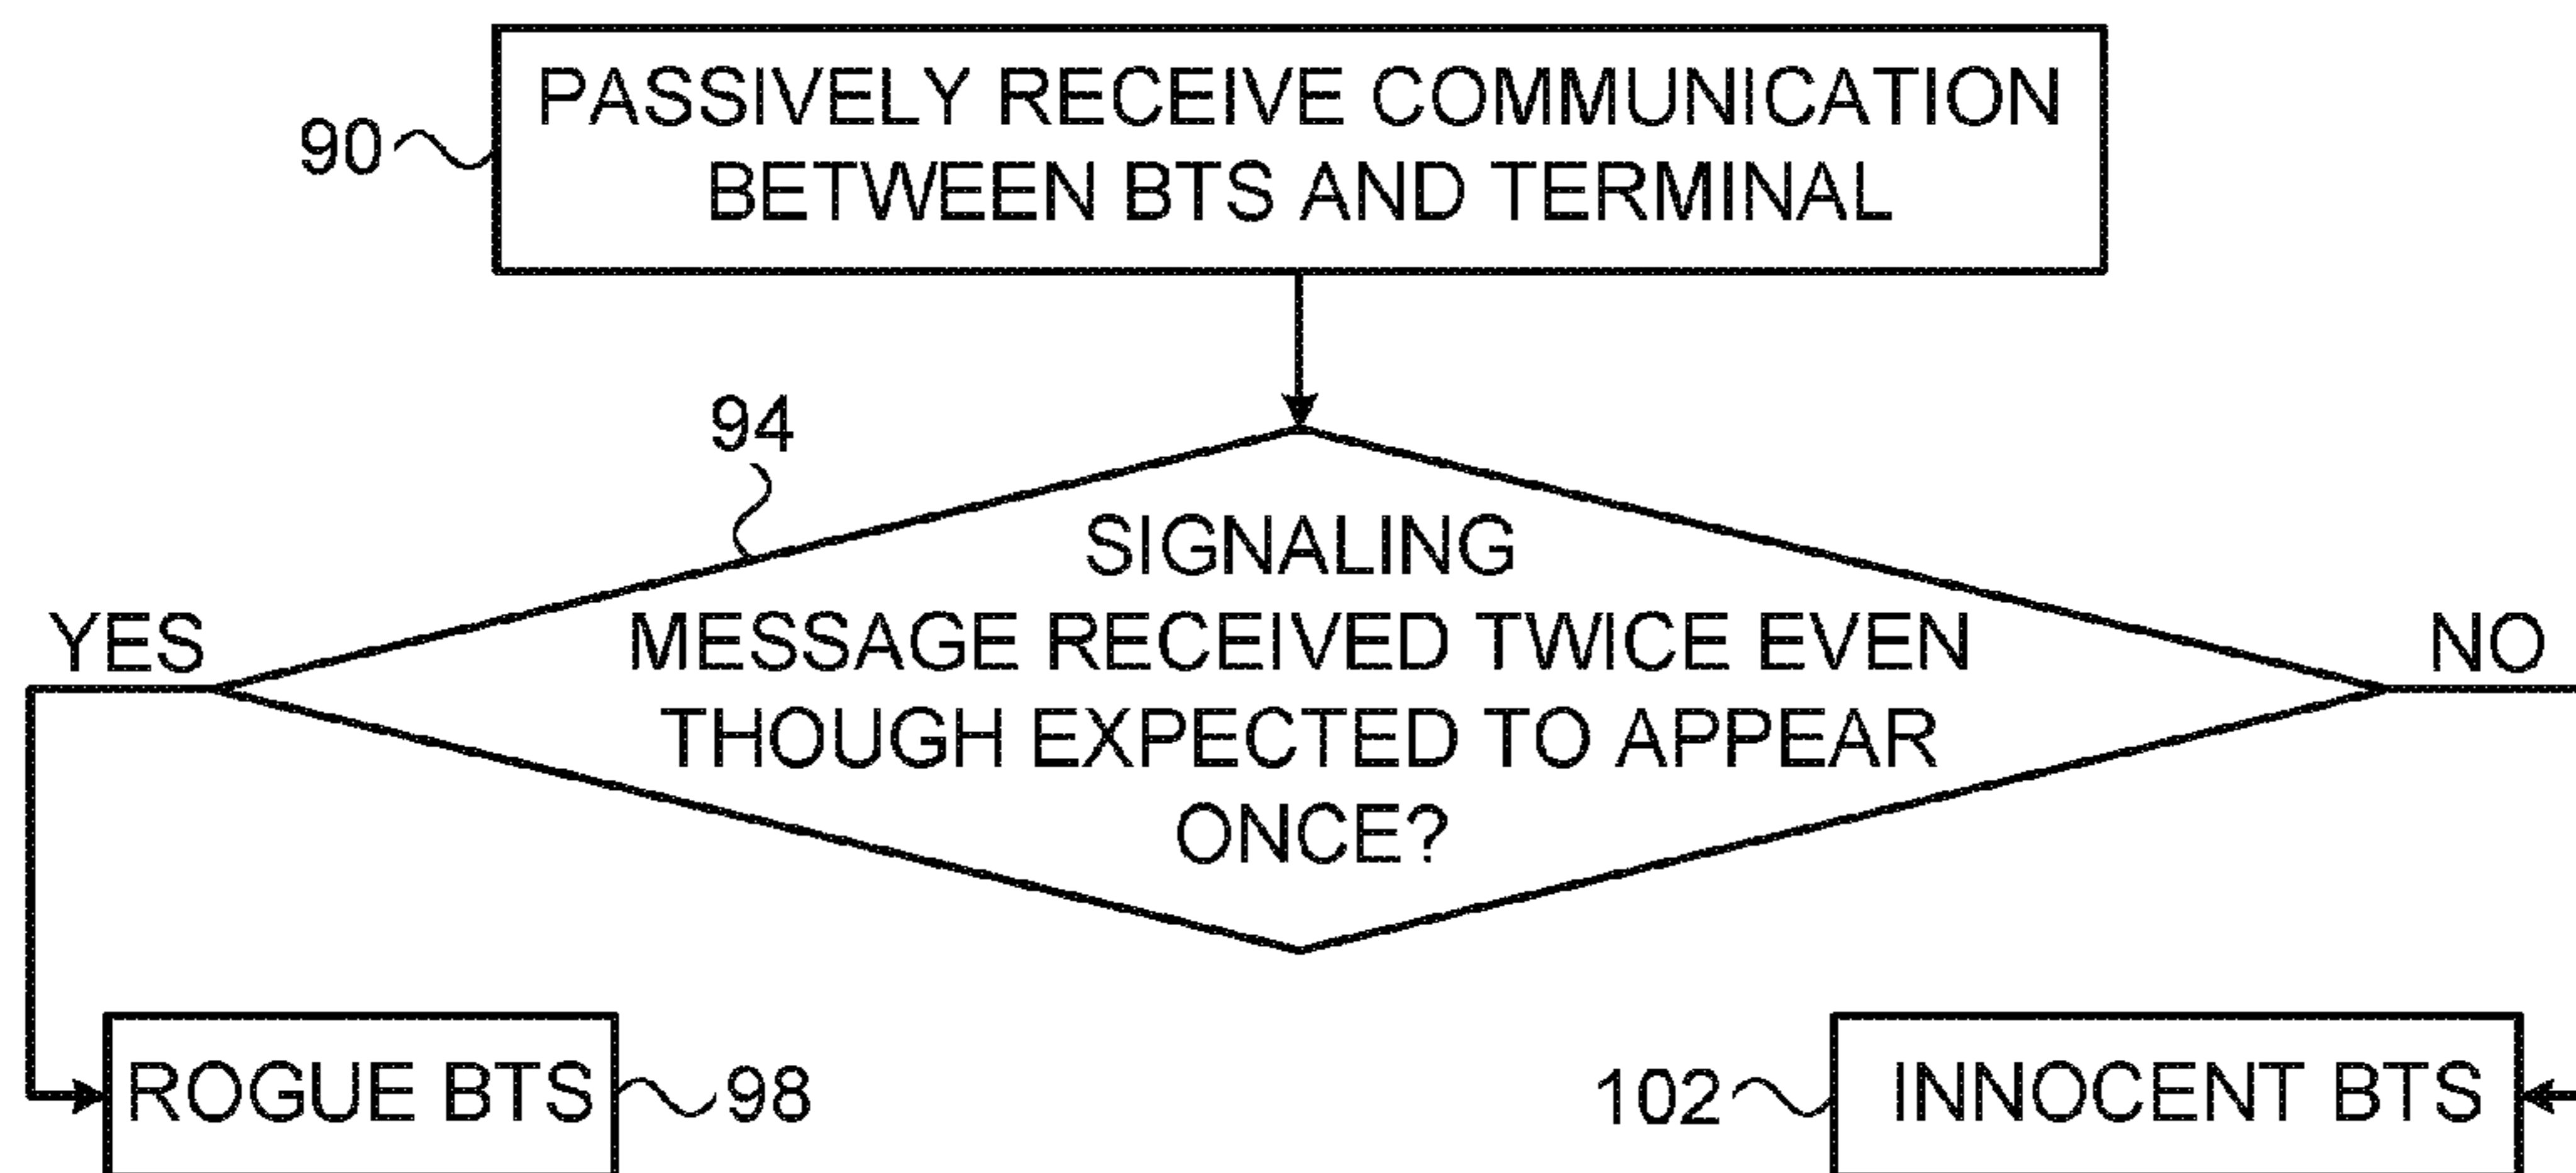 PASSIVELY RECEIVE COMMUNICATION
BETWEEN BTS AND TERMINAL
90
94
SIGNALING
MESSAGE RECEIVED TWICE EVEN
THOUGH EXPECTED TO APPEAR
ONCE?
YES
NO
ROGUE BTS
98
102
INNOCENT BTS